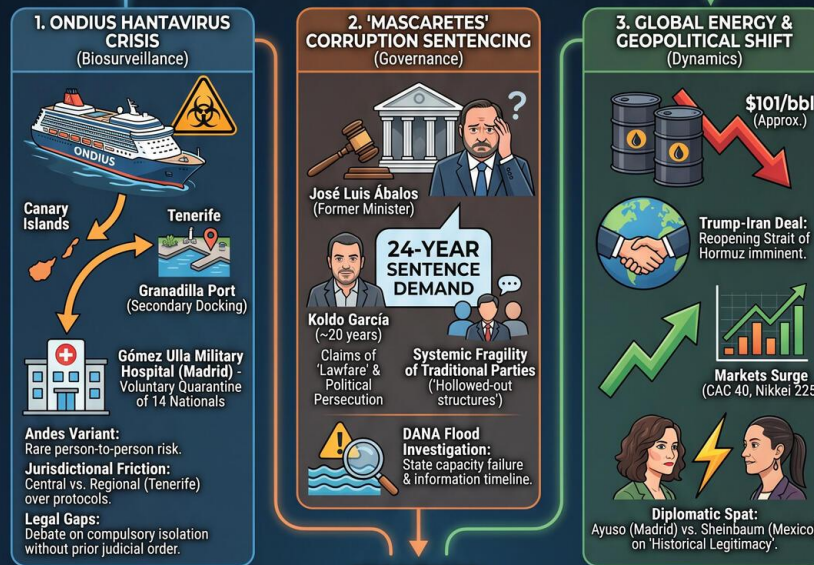 1. ONDIUS HANTAVIRUS
CRISIS
(Biosurveillance)
ONDIUS
Canary
Islands
Tenerife
Granadilla Port
(Secondary Docking)
Gómez Ulla Military
Hospital (Madrid) -
Voluntary Quarantine
of 14 Nationals
Andes Variant:
Rare person-to-person risk.
Jurisdictional Friction:
Central vs. Regional (Tenerife)
over protocols.
Legal Gaps:
Debate on compulsory isolation
without prior judicial order.
2. 'MASCARETES'
CORRUPTION SENTENCING
(Governance)
?
José Luis Ábalos
(Former Minister)
24-YEAR
SENTENCE
DEMAND
Koldo García
(~20 years)
Claims of
'Lawfare' &
Political
Persecution
Systemic Fragility
of Traditional Parties
('Hollowed-out
structures')
DANA Flood
Investigation:
State capacity failure
& information timeline.
3. GLOBAL ENERGY &
GEOPOLITICAL SHIFT
(Dynamics)
$101/bbl
(Approx.)
Trump-Iran Deal:
Reopening Strait of
Hormuz imminent.
Markets Surge
(CAC 40, Nikkei 225
Diplomatic Spat:
Ayuso (Madrid) vs. Sheinbaum (Mexico
on 'Historical Legitimacy'.